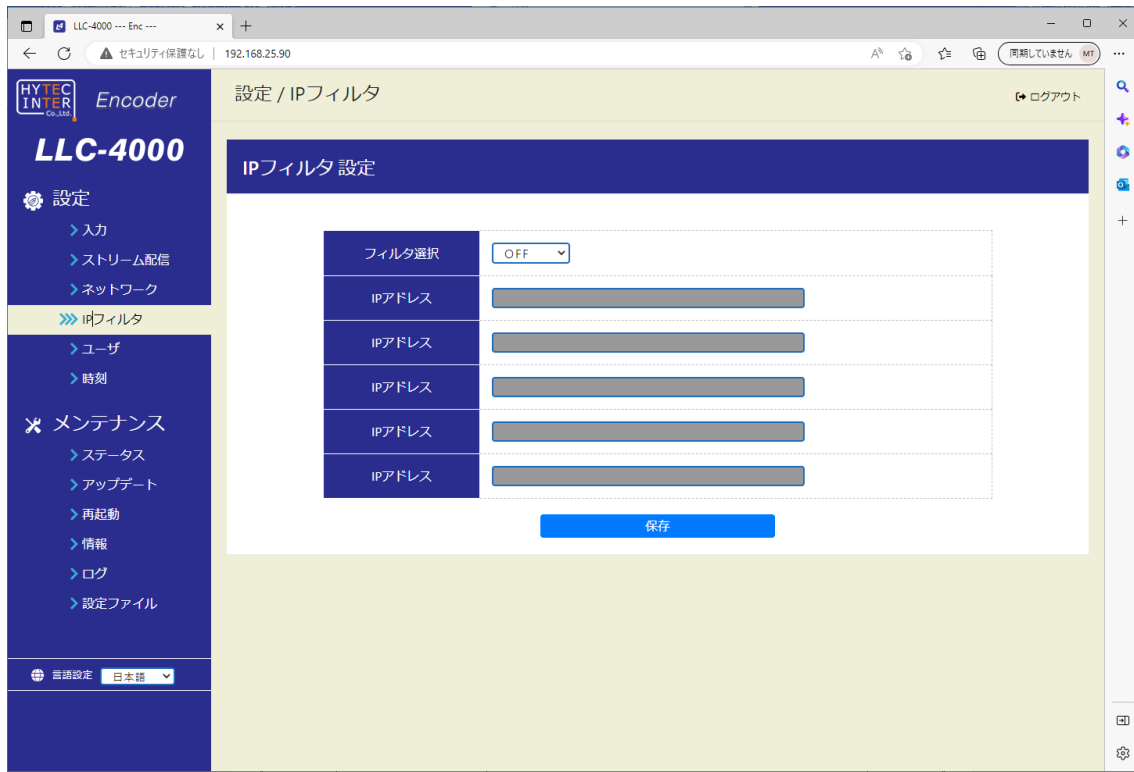 LLC-4000 --- Enc ---
セキュリティ保護なし | 192.168.25.90
同期していません MT
HYTEC
INTER
Co.,Ltd.
Encoder
LLC-4000
設定
入力
ストリーム配信
ネットワーク
IPフィルタ
ユーザ
時刻
メンテナンス
ステータス
アップデート
再起動
情報
ログ
設定ファイル
言語設定 日本語
設定 / IPフィルタ
ログアウト
IPフィルタ 設定
フィルタ選択 OFF
IPアドレス
IPアドレス
IPアドレス
IPアドレス
IPアドレス
保存